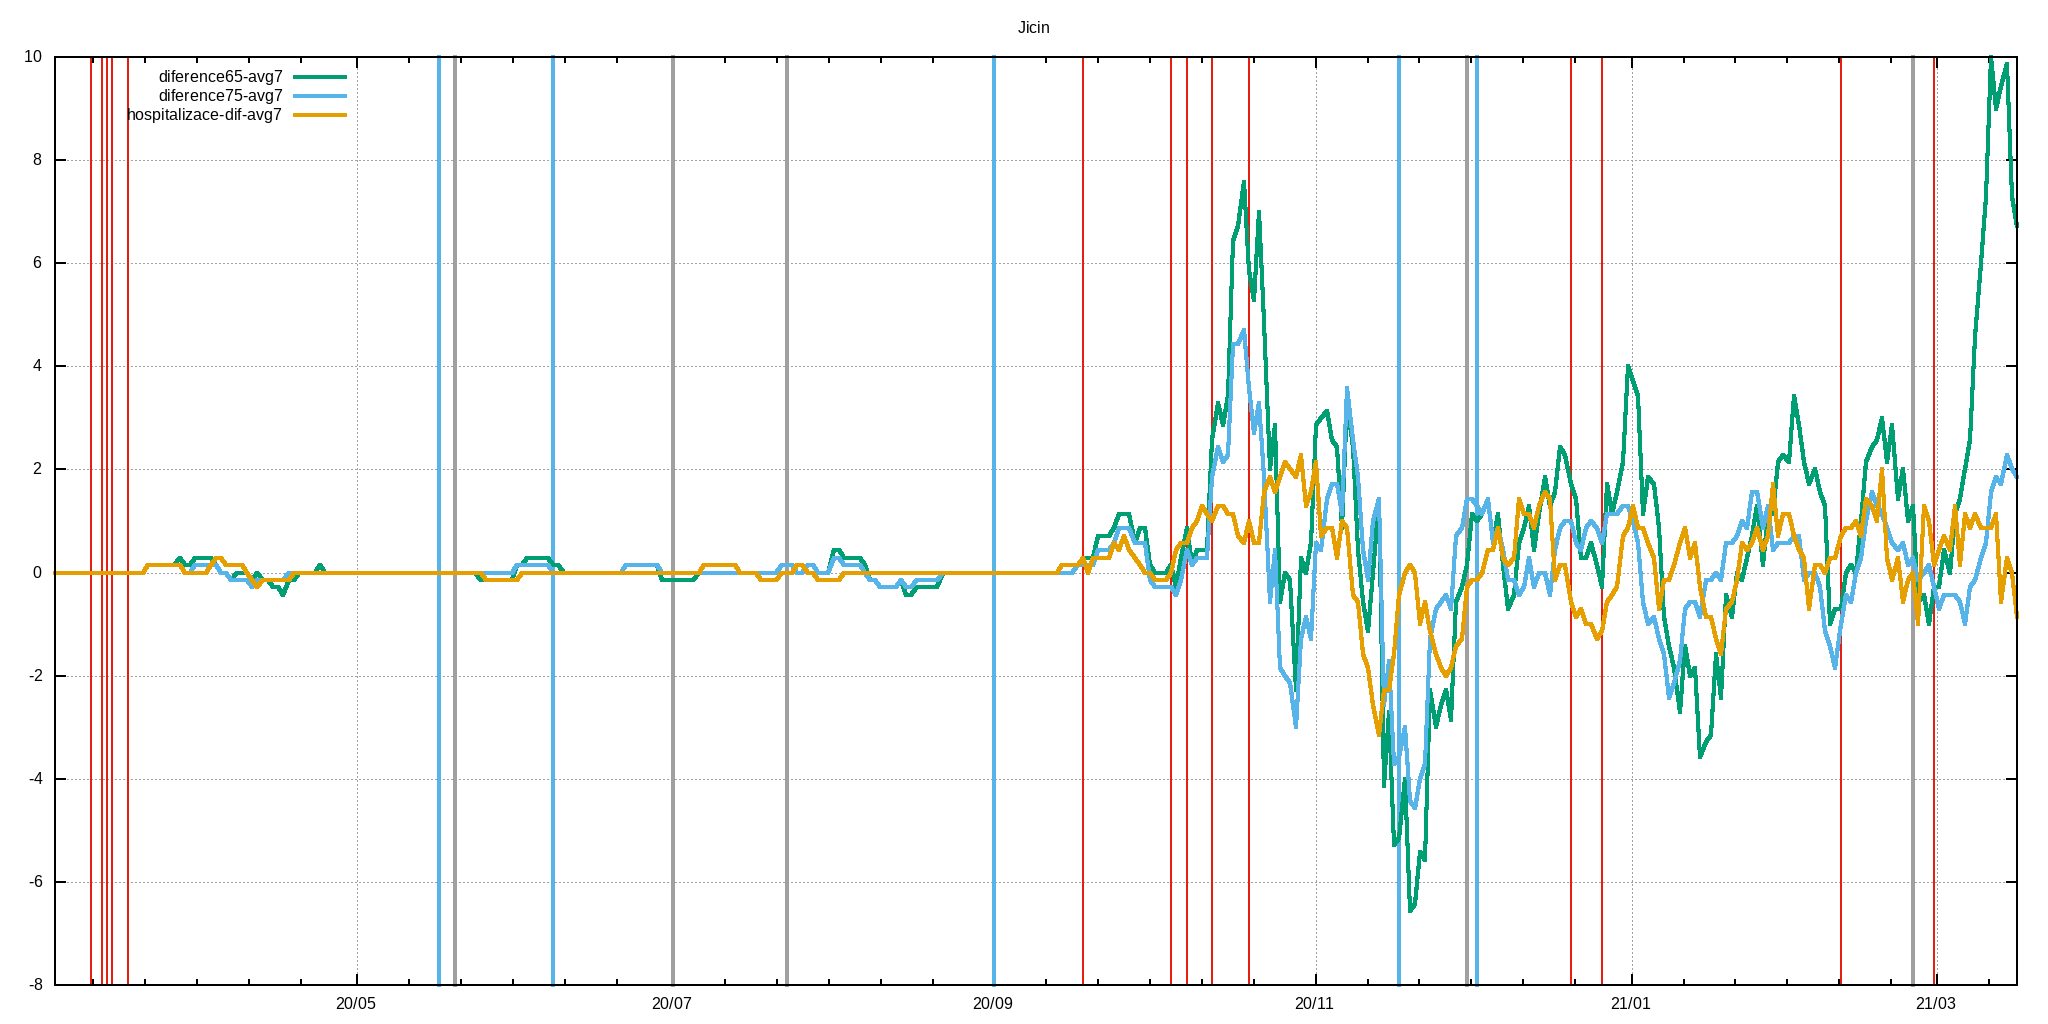 Jicin
10
diference65-avg7
diference75-avg7
hospitalizace-dif-avg7
8
6
4
2
0
-2
-4
-6
-8
20/05 20/07 20/09 20/11 21/01 21/03